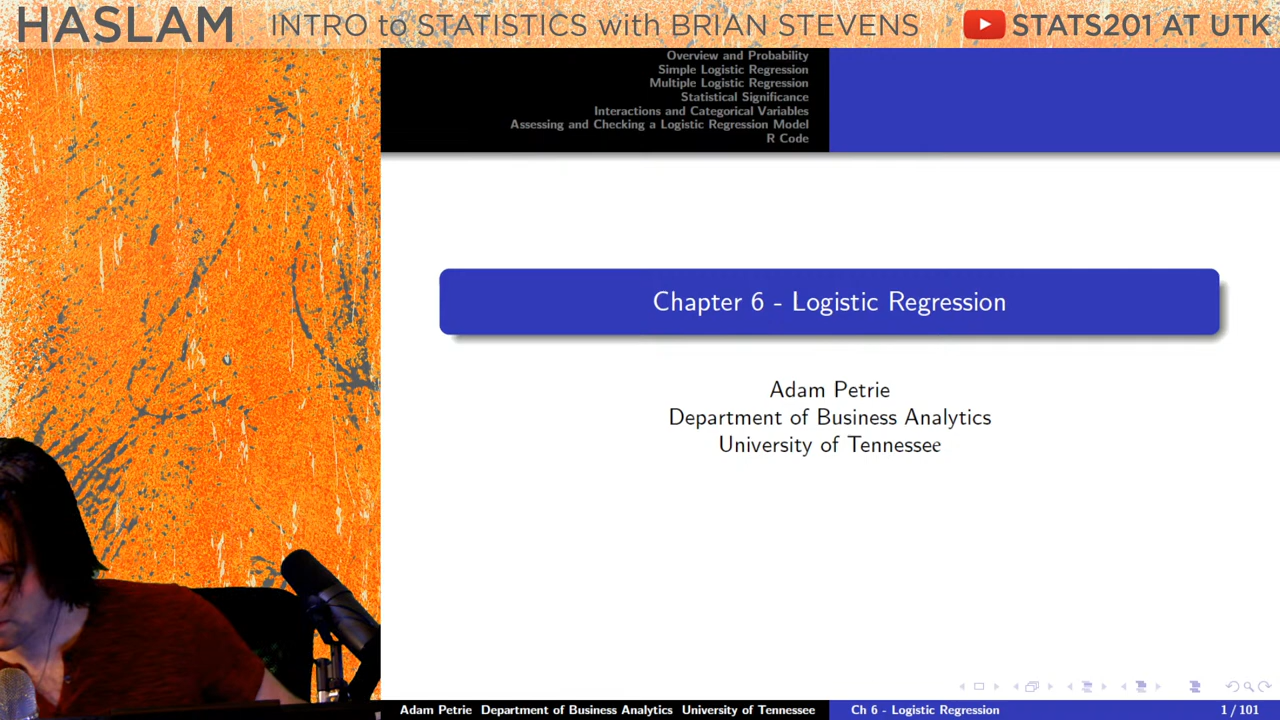 HASLAM INTRO to STATISTICS with BRIAN STEVENS STATS201 AT UTK
Overview and Probability
Simple Logistic Regression
Multiple Logistic Regression
Statistical Significance
Interactions and Categorical Variables
Assessing and Checking a Logistic Regression Model
R Code
Chapter 6 - Logistic Regression
Adam Petrie
Department of Business Analytics
University of Tennessee
Adam Petrie Department of Business Analytics University of Tennessee Ch 6 - Logistic Regression 1 / 101